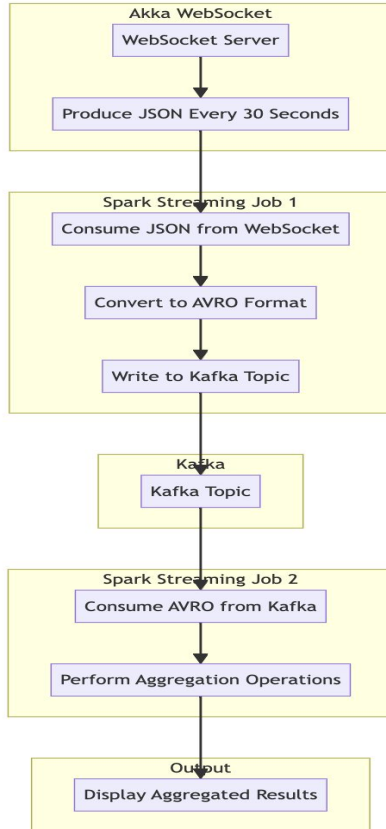 Akka WebSocket
WebSocket Server
Produce JSON Every 30 Seconds
Spark Streaming Job 1
Consume JSON from WebSocket
Convert to AVRO Format
Write to Kafka Topic
Kafka
Kafka Topic
Spark Streaming Job 2
Consume AVRO from Kafka
Perform Aggregation Operations
Output
Display Aggregated Results